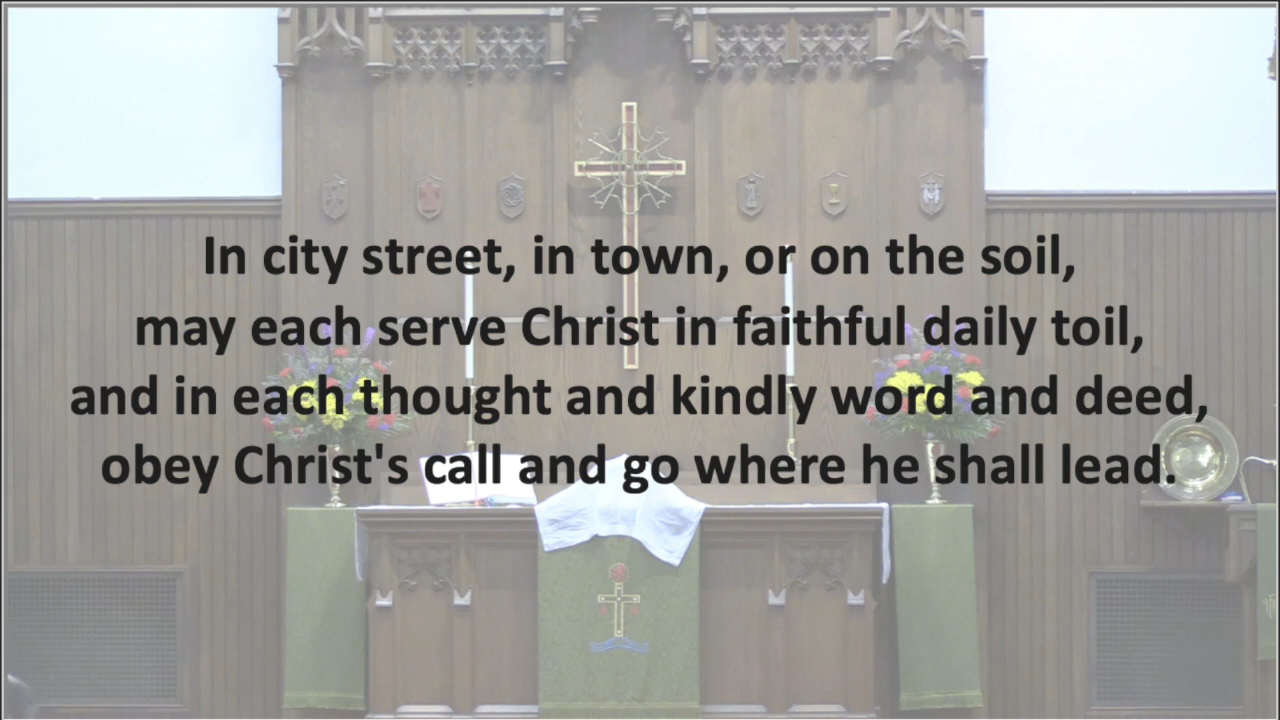 In city street, in town, or on the soil,
may each serve Christ in faithful daily toil,
and in each thought and kindly word and deed,
obey Christ's call and go where he shall lead.